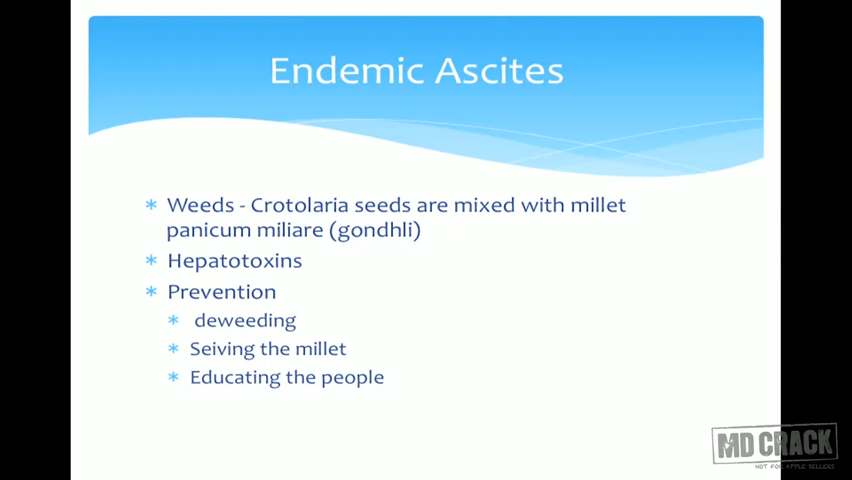 Endemic Ascites
* Weeds - Crotolaria seeds are mixed with millet
panicum miliare (gondhli)
* Hepatotoxins
* Prevention
* deweeding
* Seiving the millet
* Educating the people
MD CRACK
NOT FOR APPLE SELLERS